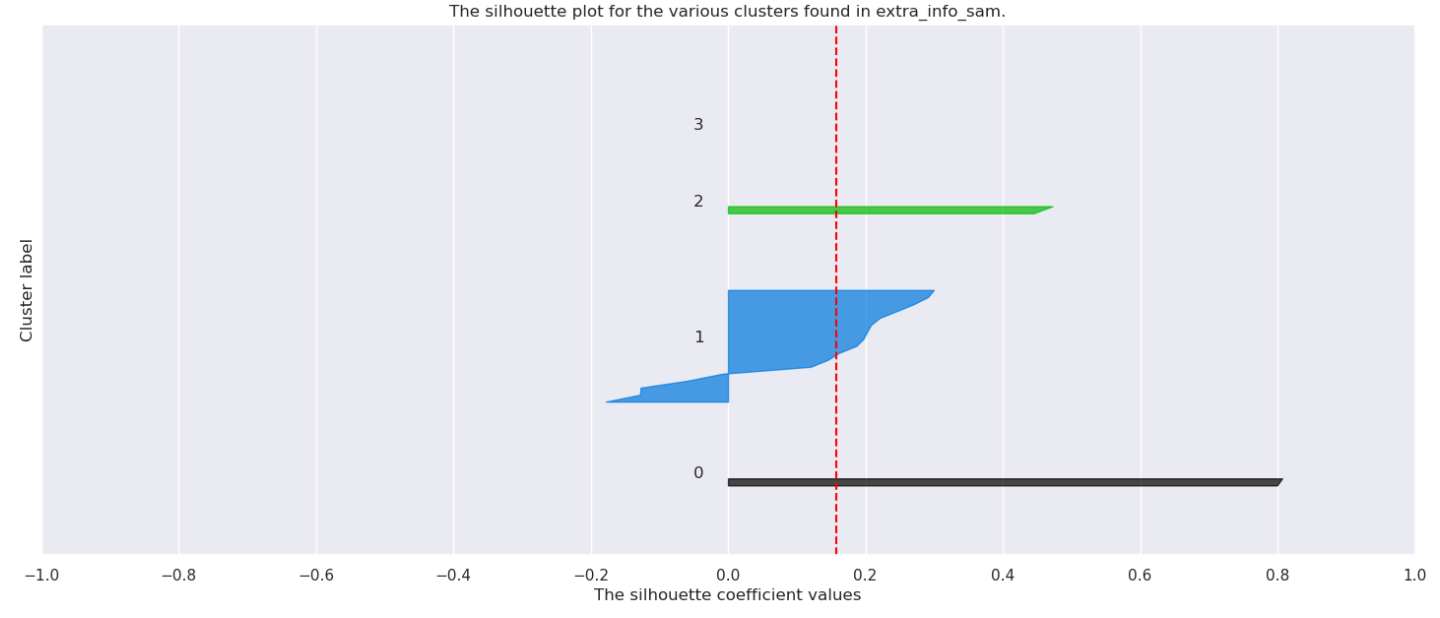 The silhouette plot for the various clusters found in extra_info_sam.
3
2
1
0
Cluster label
−1.0 −0.8 −0.6 −0.4 −0.2 0.0 0.2 0.4 0.6 0.8 1.0
The silhouette coefficient values